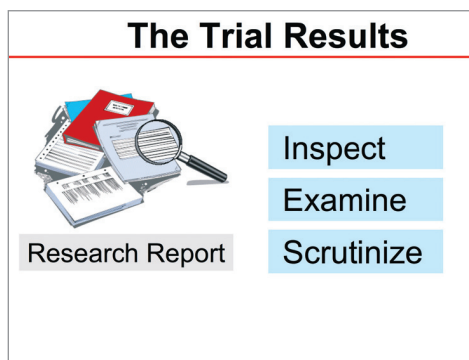 The Trial Results
Inspect
Examine
Scrutinize
Research Report